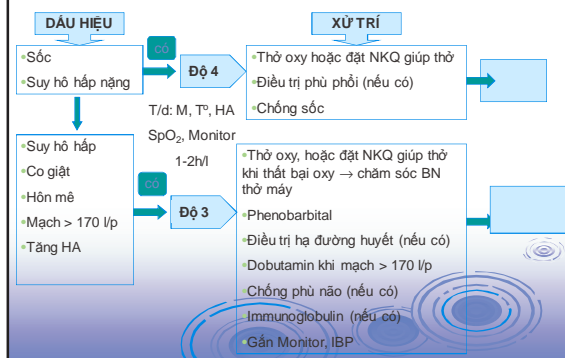 DẤU HIỆU
XỬ TRÍ
•Sốc
•Suy hô hấp nặng
có
Độ 4
•Thở oxy hoặc đặt NKQ giúp thở
•Điều trị phù phổi (nếu có)
•Chống sốc
T/d: M, Tº, HA
SpO₂, Monitor
1-2h/l
•Suy hô hấp
•Co giật
•Hôn mê
•Mạch > 170 l/p
•Tăng HA
có
Độ 3
•Thở oxy, hoặc đặt NKQ giúp thở
khi thất bại oxy → chăm sóc BN
thở máy
•Phenobarbital
•Điều trị hạ đường huyết (nếu có)
•Dobutamin khi mạch > 170 l/p
•Chống phù não (nếu có)
•Immunoglobulin (nếu có)
•Gắn Monitor, IBP